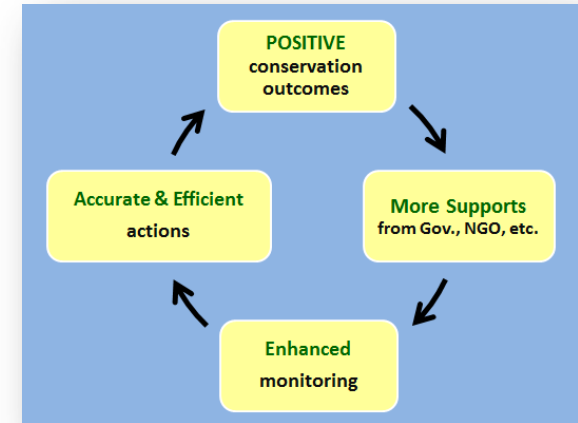 POSITIVE
conservation
outcomes
Accurate & Efficient
actions
More Supports
from Gov., NGO, etc.
Enhanced
monitoring